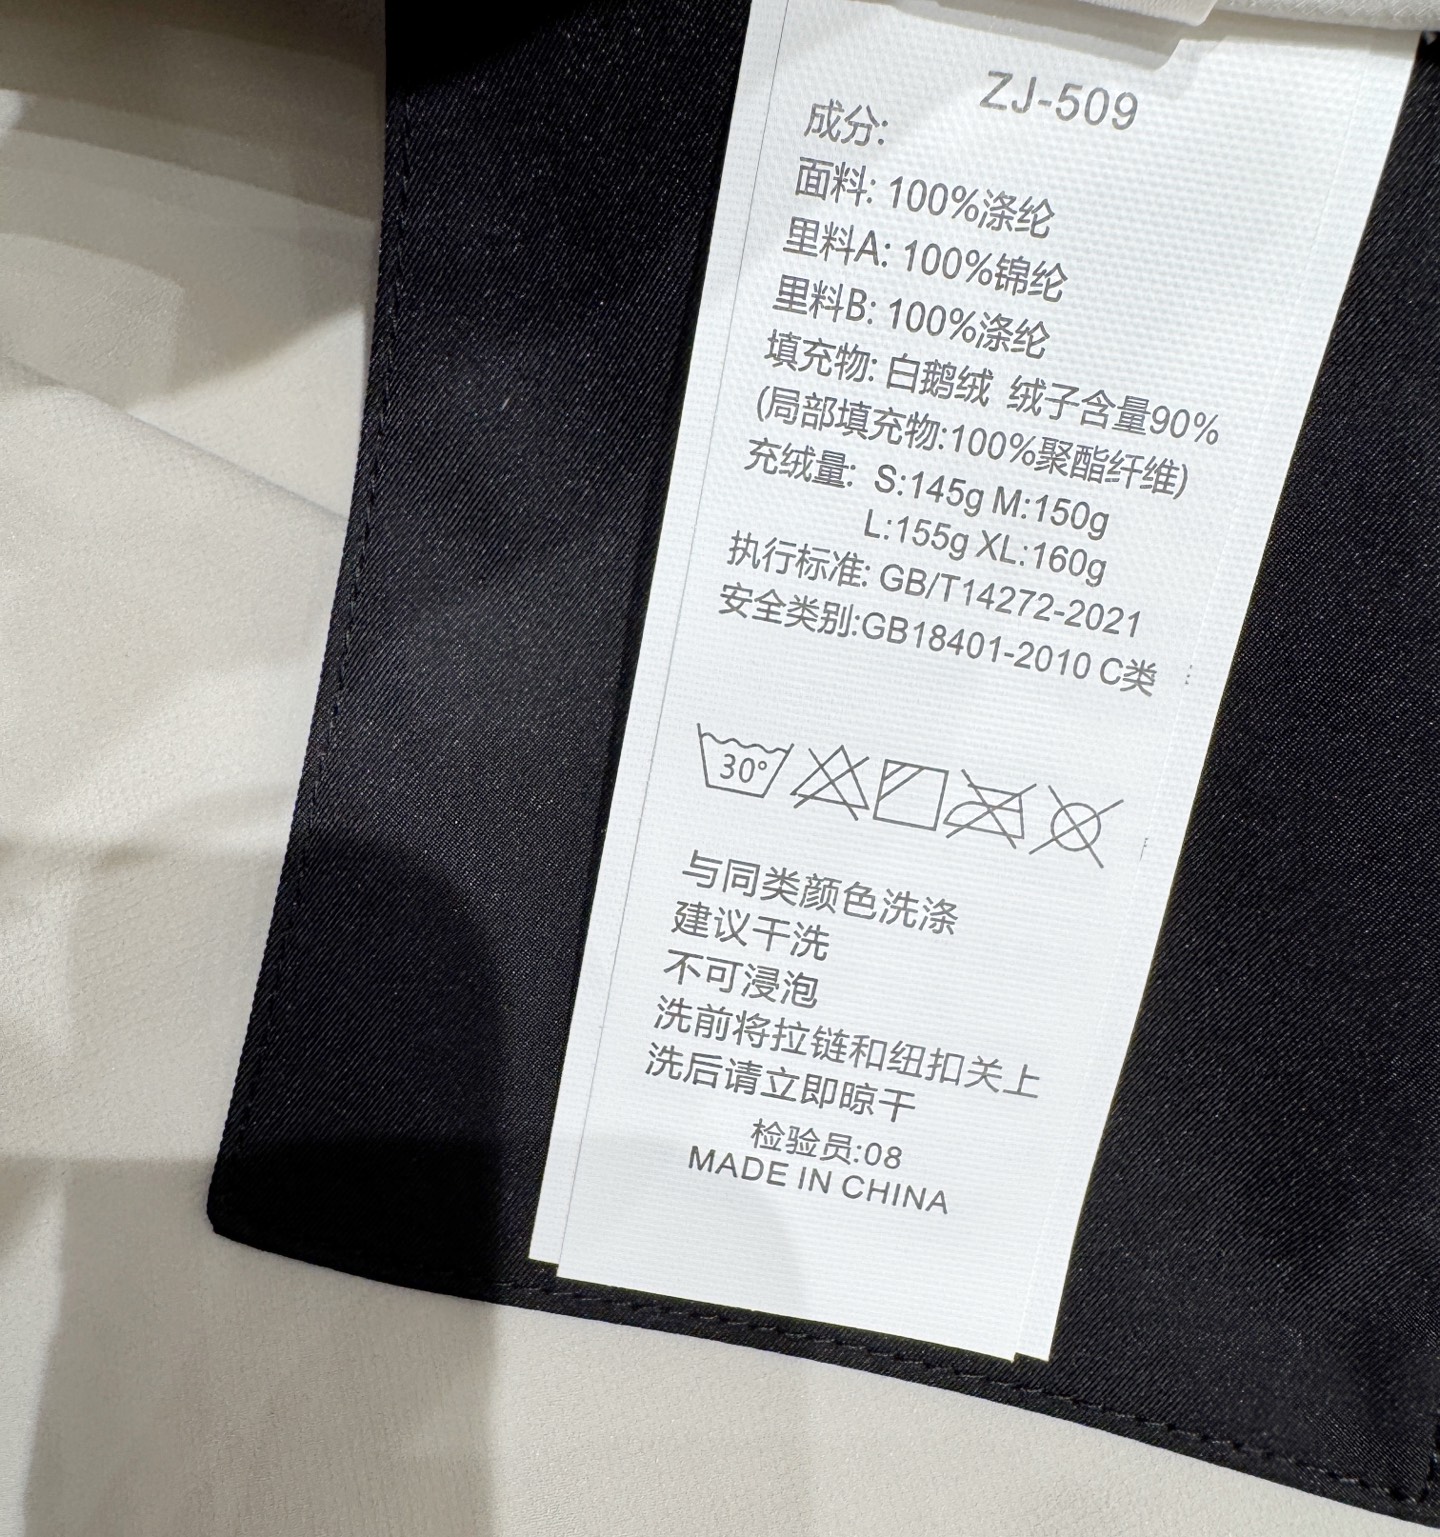 ZJ-509
成分:
面料: 100%涤纶
里料A: 100%锦纶
里料B: 100%涤纶
填充物: 白鹅绒 绒子含量90%
(局部填充物:100%聚酯纤维)
充绒量: S:145g M:150g
L:155g XL:160g
执行标准: GB/T14272-2021
安全类别:GB18401-2010 C类
30°
与同类颜色洗涤
建议干洗
不可浸泡
洗前将拉链和纽扣关上
洗后请立即晾干
检验员:08
MADE IN CHINA